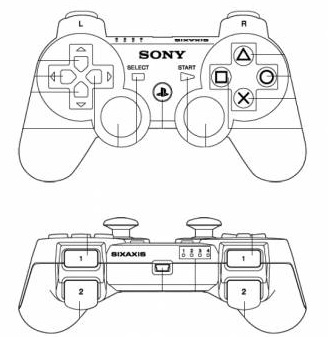 L R
SIXAXIS
SONY
SELECT START
SIXAXIS
1 2 3 4
1 1
2 2